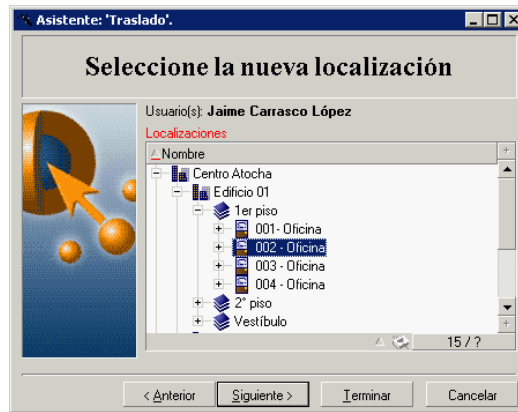 Asistente: 'Traslado'.
Seleccione la nueva localización
Usuario(s): Jaime Carrasco López
Localizaciones
Nombre
Centro Atocha
Edificio 01
1er piso
001- Oficina
002 - Oficina
003 - Oficina
004 - Oficina
2° piso
Vestíbulo
15 / ?
< Anterior Siguiente > Terminar Cancelar